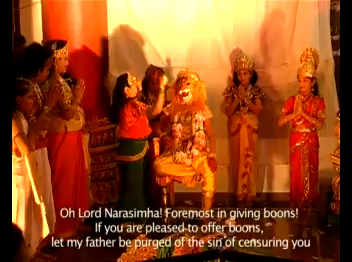 Oh Lord Narasimha! Foremost in giving boons!
If you are pleased to offer boons,
let my father be purged of the sin of censuring you